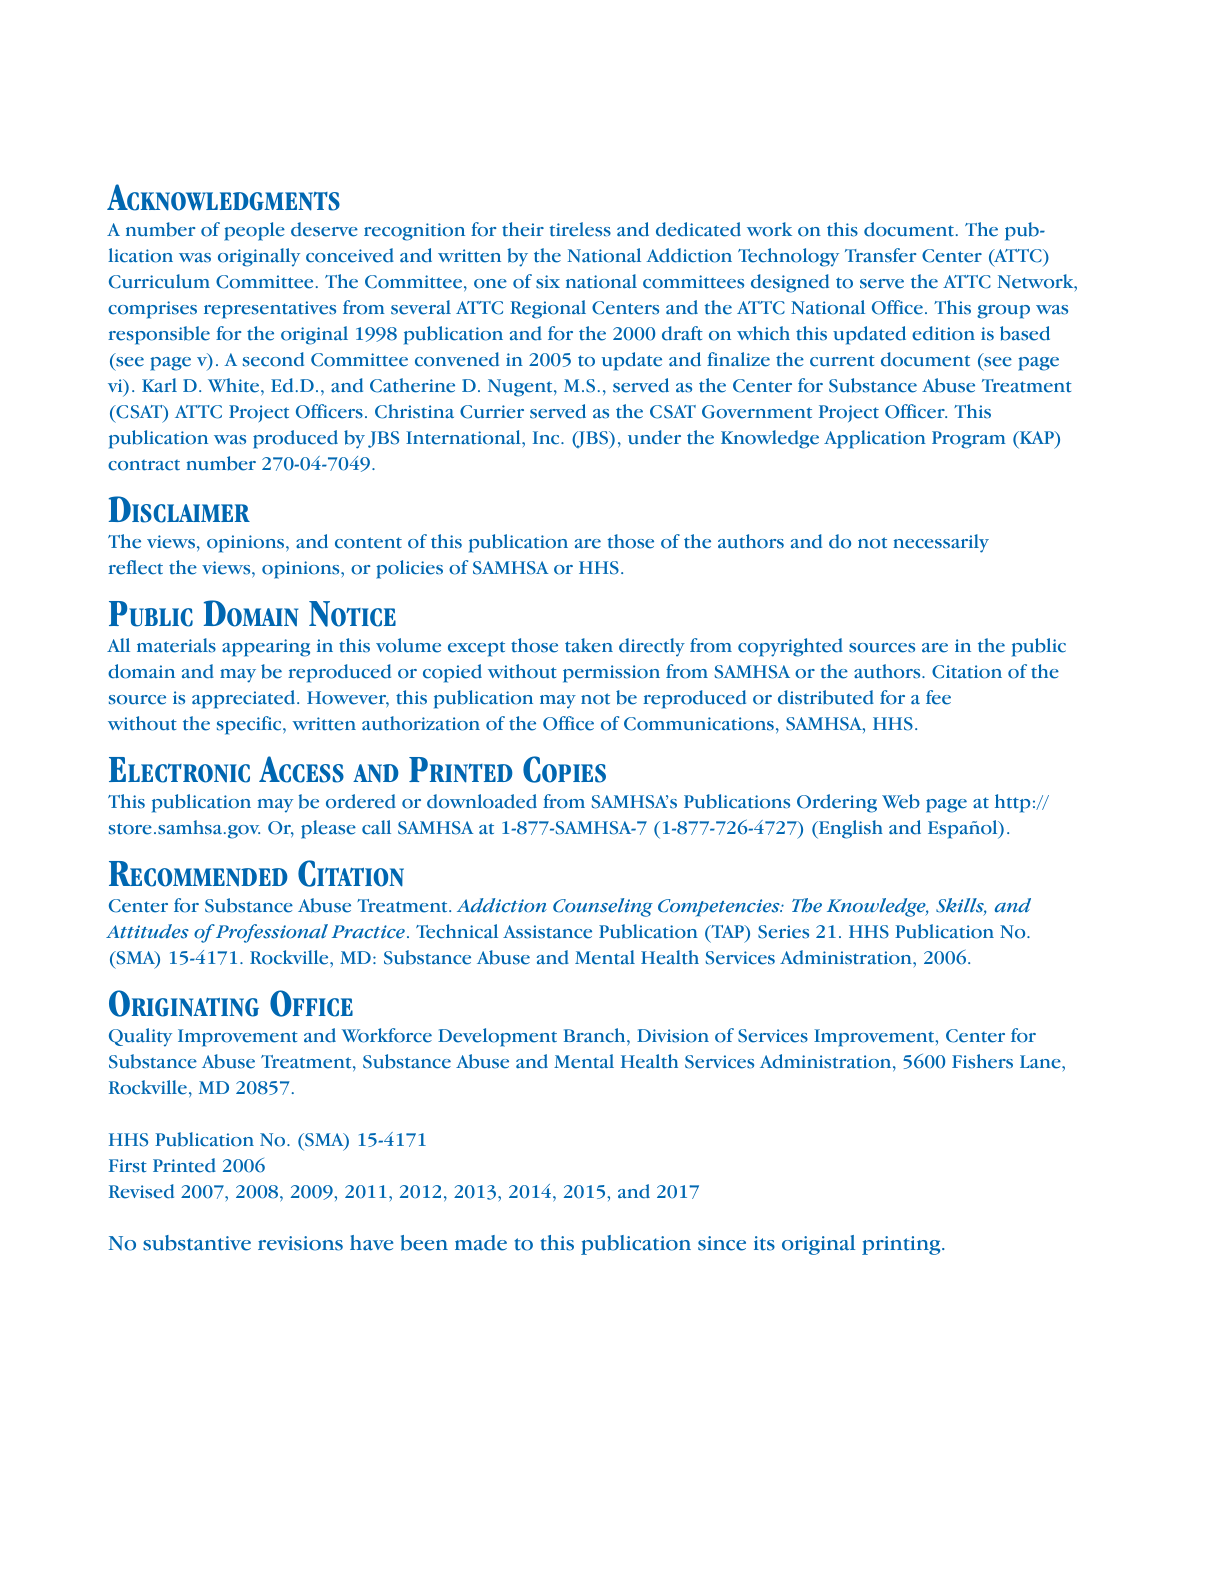 Acknowledgments
A number of people deserve recognition for their tireless and dedicated work on this document. The pub-
lication was originally conceived and written by the National Addiction Technology Transfer Center (ATTC)
Curriculum Committee. The Committee, one of six national committees designed to serve the ATTC Network,
comprises representatives from several ATTC Regional Centers and the ATTC National Office. This group was
responsible for the original 1998 publication and for the 2000 draft on which this updated edition is based
(see page v). A second Committee convened in 2005 to update and finalize the current document (see page
vi). Karl D. White, Ed.D., and Catherine D. Nugent, M.S., served as the Center for Substance Abuse Treatment
(CSAT) ATTC Project Officers. Christina Currier served as the CSAT Government Project Officer. This
publication was produced by JBS International, Inc. (JBS), under the Knowledge Application Program (KAP)
contract number 270-04-7049.
Disclaimer
The views, opinions, and content of this publication are those of the authors and do not necessarily
reflect the views, opinions, or policies of SAMHSA or HHS.
Public Domain Notice
All materials appearing in this volume except those taken directly from copyrighted sources are in the public
domain and may be reproduced or copied without permission from SAMHSA or the authors. Citation of the
source is appreciated. However, this publication may not be reproduced or distributed for a fee
without the specific, written authorization of the Office of Communications, SAMHSA, HHS.
Electronic Access and Printed Copies
This publication may be ordered or downloaded from SAMHSA's Publications Ordering Web page at http://
store.samhsa.gov. Or, please call SAMHSA at 1-877-SAMHSA-7 (1-877-726-4727) (English and Español).
Recommended Citation
Center for Substance Abuse Treatment. Addiction Counseling Competencies: The Knowledge, Skills, and
Attitudes of Professional Practice. Technical Assistance Publication (TAP) Series 21. HHS Publication No.
(SMA) 15-4171. Rockville, MD: Substance Abuse and Mental Health Services Administration, 2006.
Originating Office
Quality Improvement and Workforce Development Branch, Division of Services Improvement, Center for
Substance Abuse Treatment, Substance Abuse and Mental Health Services Administration, 5600 Fishers Lane,
Rockville, MD 20857.
HHS Publication No. (SMA) 15-4171
First Printed 2006
Revised 2007, 2008, 2009, 2011, 2012, 2013, 2014, 2015, and 2017
No substantive revisions have been made to this publication since its original printing.